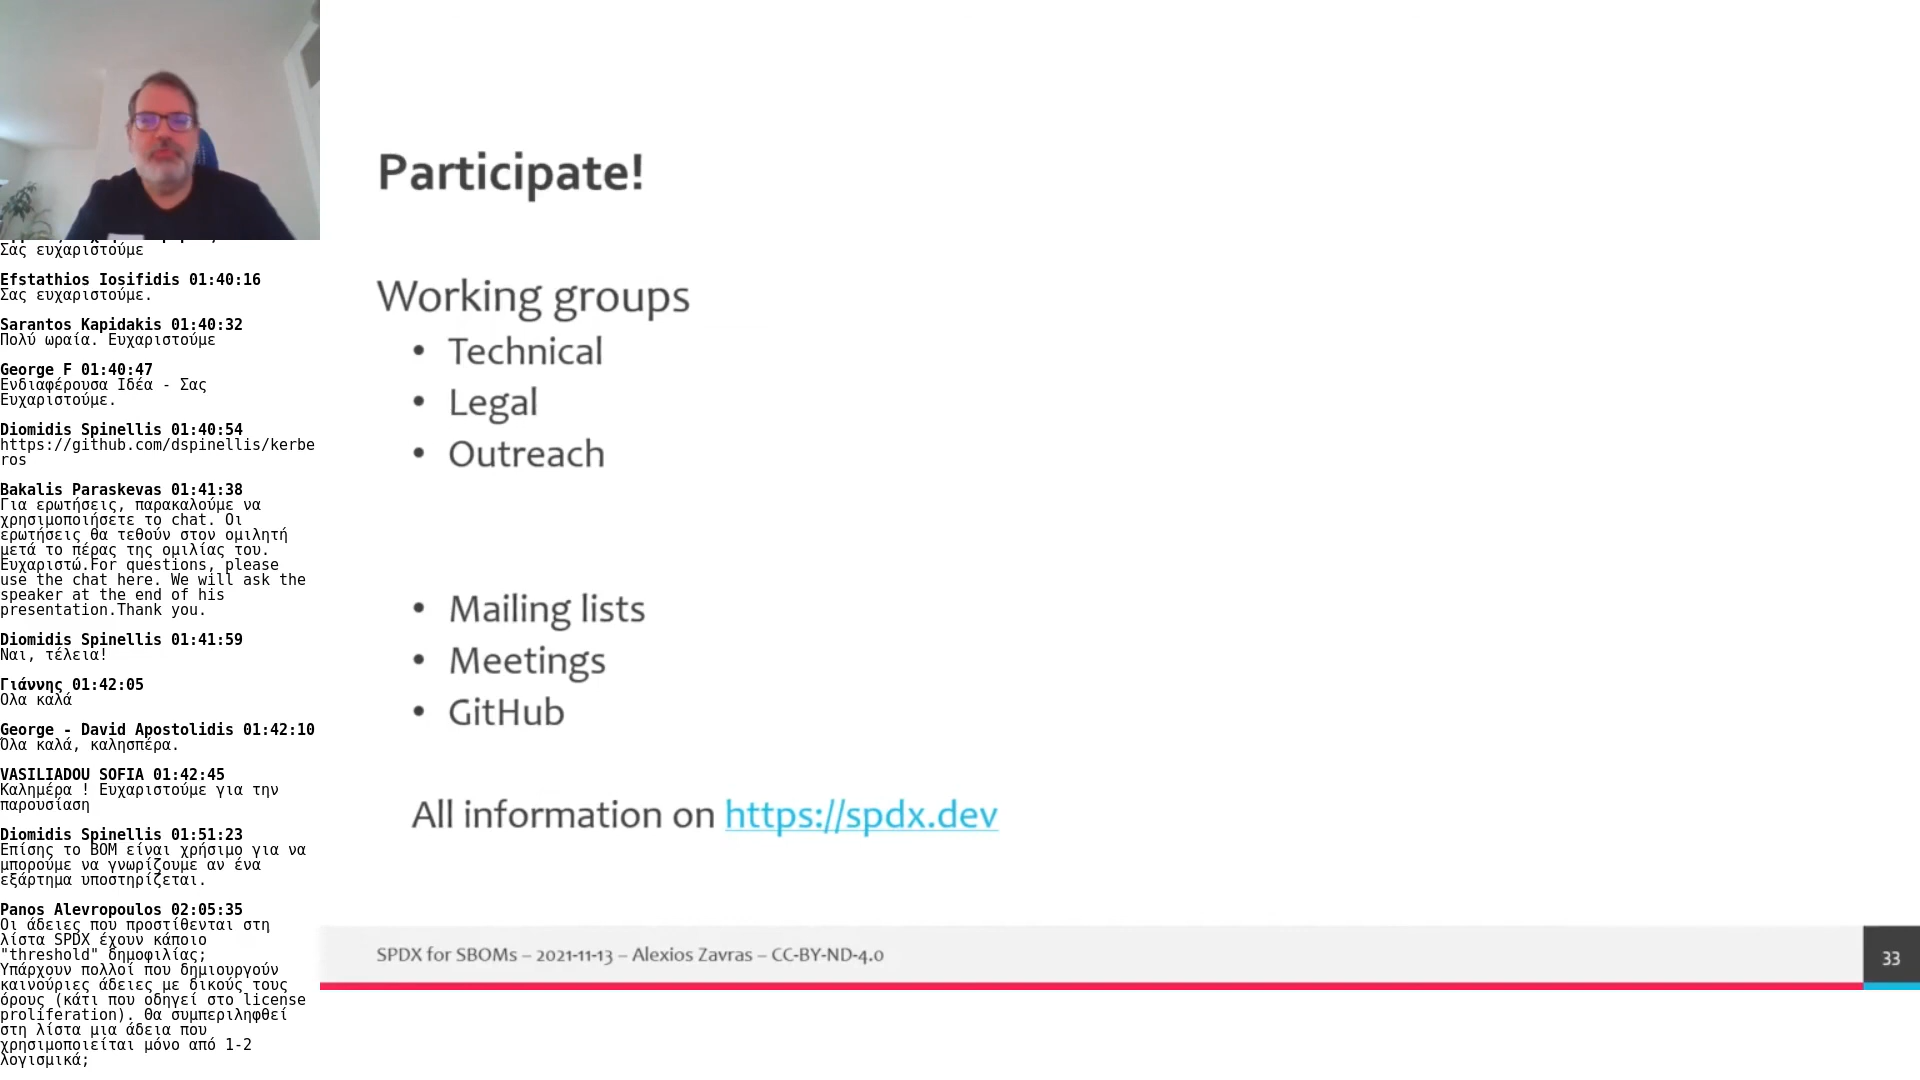 Σας ευχαριστούμε
Efstathios Iosifidis 01:40:16
Σας ευχαριστούμε.
Sarantos Kapidakis 01:40:32
Πολύ ωραία. Ευχαριστούμε
George F 01:40:47
Ενδιαφέρουσα Ιδέα - Σας
Ευχαριστούμε.
Diomidis Spinellis 01:40:54
https://github.com/dspinellis/kerbe
ros
Bakalis Paraskevas 01:41:38
Για ερωτήσεις, παρακαλούμε να
χρησιμοποιήσετε το chat. Οι
ερωτήσεις θα τεθούν στον ομιλητή
μετά το πέρας της ομιλίας του.
Ευχαριστώ.For questions, please
use the chat here. We will ask the
speaker at the end of his
presentation.Thank you.
Diomidis Spinellis 01:41:59
Ναι, τέλεια!
Γιάννης 01:42:05
Όλα καλά
George - David Apostolidis 01:42:10
Όλα καλά, καλησπέρα.
VASILIADOU SOFIA 01:42:45
Καλημέρα ! Ευχαριστούμε για την
παρουσίαση
Diomidis Spinellis 01:51:23
Επίσης το BOM είναι χρήσιμο για να
μπορούμε να γνωρίζουμε αν ένα
εξάρτημα υποστηρίζεται.
Panos Alevropoulos 02:05:35
Οι άδειες που προστίθενται στη
λίστα SPDX έχουν κάποιο
"threshold" δημοφιλίας;
Υπάρχουν πολλοί που δημιουργούν
καινούριες άδειες με δικούς τους
όρους (κάτι που οδηγεί στο license
proliferation). Θα συμπεριληφθεί
στη λίστα μια άδεια που
χρησιμοποιείται μόνο από 1-2
λογισμικά;
Participate!
Working groups
• Technical
• Legal
• Outreach
• Mailing lists
• Meetings
• GitHub
All information on https://spdx.dev
SPDX for SBOMs – 2021-11-13 – Alexios Zavras – CC-BY-ND-4.0
33